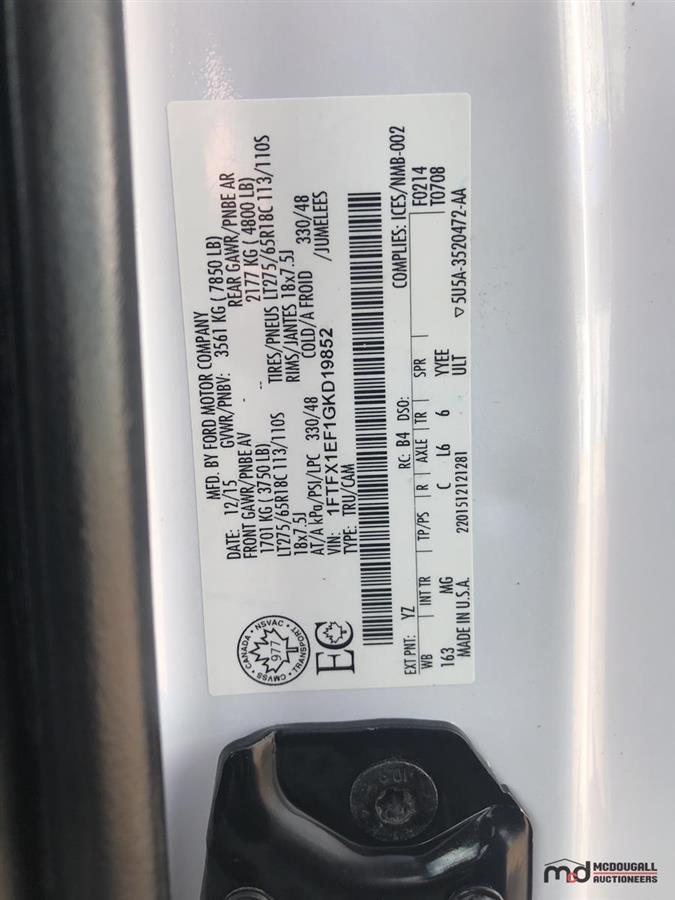 MFD. BY FORD MOTOR COMPANY
DATE: 12/15 GVWR/PNBV: 3561 KG ( 7850 LB)
FRONT GAWR/PNBE AV REAR GAWR/PNBE AR
1701 KG ( 3750 LB) 2177 KG ( 4800 LB)
LT275/65R18C 113/110S TIRES/PNEUS LT275/65R18C 113/110S
18x7.5J RIMS/JANTES 18x7.5J
AT/A kPa/PSI/LPC 330/48 COLD/A FROID 330/48
VIN: 1FTFX1EF1GKD19852 /JUMELEES
TYPE: TRU/CAM
CANADA NSVAC TRANSPORT CMVSS
977
EC
COMPLIES: ICES/NMB-002
EXT PNT: YZ RC: B4 DSO: F0214
WB INT TR TP/PS R AXLE TR SPR T0708
163 MG C L6 6 YYEE
ULT
MADE IN U.S.A. 2201512121281 ▽5U5A-3520472-AA
10.9
md MCDOUGALL
AUCTIONEERS